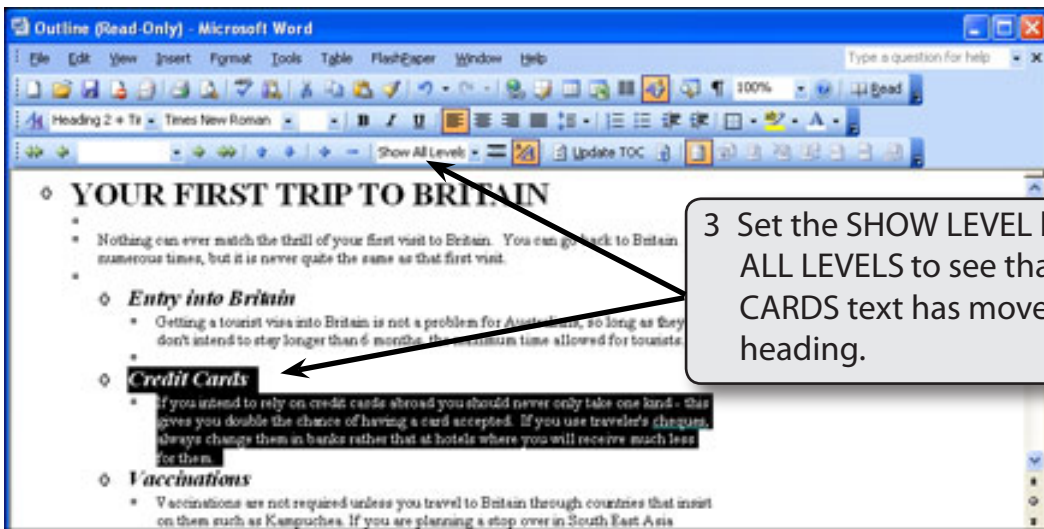 Outline (Read-Only) - Microsoft Word
File Edit View Insert Format Tools Table FlashPaper Window Help
Type a question for help
100% Read
Heading 2 + Ti Times New Roman B I U
Show All Levels Update TOC
YOUR FIRST TRIP TO BRITAIN
Nothing can ever match the thrill of your first visit to Britain. You can go back to Britain
numerous times, but it is never quite the same as that first visit.
Entry into Britain
Getting a tourist visa into Britain is not a problem for Australians, so long as they
don't intend to stay longer than 6 months, the maximum time allowed for tourists.
Credit Cards
If you intend to rely on credit cards abroad you should never only take one kind - this
gives you double the chance of having a card accepted. If you use traveler's cheques,
always change them in banks rather that at hotels where you will receive much less
for them.
Vaccinations
Vaccinations are not required unless you travel to Britain through countries that insist
on them such as Kampuchea. If you are planning a stop over in South East Asia
3 Set the SHOW LEVEL
ALL LEVELS to see tha
CARDS text has move
heading.